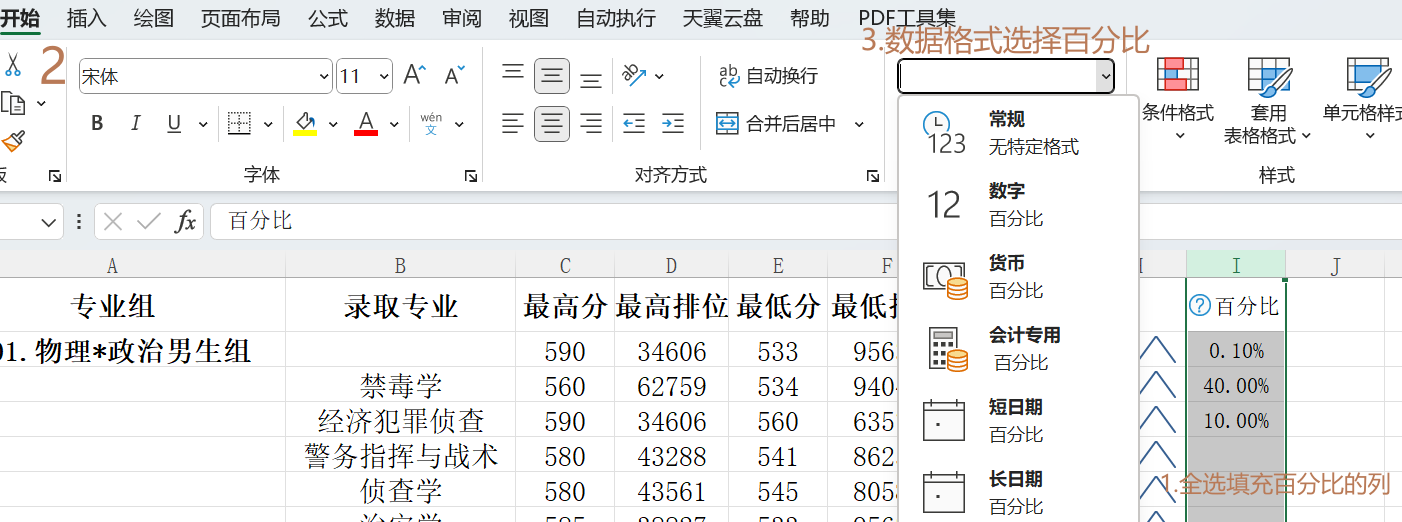 开始 插入 绘图 页面布局 公式 数据 审阅 视图 自动执行 天翼云盘 帮助 PDF工具集
3.数据格式选择百分比
2
宋体 11 A A ab 自动换行
B I U A wén 文 合并后居中
条件格式 套用 表格格式 单元格样式
字体 对齐方式 样式
常规
无特定格式
123
12 数字
百分比
货币
百分比
会计专用
百分比
短日期
百分比
长日期
百分比
fx 百分比
A B C D E F I J
专业组 录取专业 最高分 最高排位 最低分 最低 百分比
01.物理*政治男生组 590 34606 533 956 0.10%
禁毒学 560 62759 534 940 40.00%
经济犯罪侦查 590 34606 560 635 10.00%
警务指挥与战术 580 43288 541 862
侦查学 580 43561 545 805
1.全选填充百分比的列